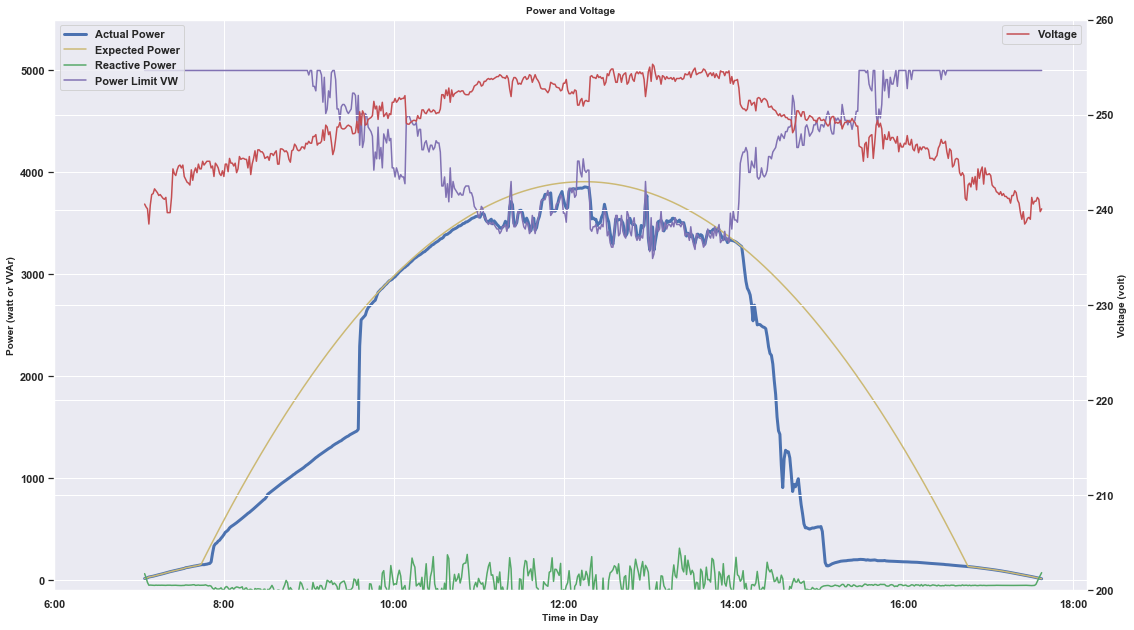 Power and Voltage
Actual Power
Expected Power
Reactive Power
Power Limit VW
Voltage
5000
4000
3000
2000
1000
0
Power (watt or VVAr)
260
250
240
230
220
210
200
Voltage (volt)
6:00 8:00 10:00 12:00 14:00 16:00 18:00
Time in Day